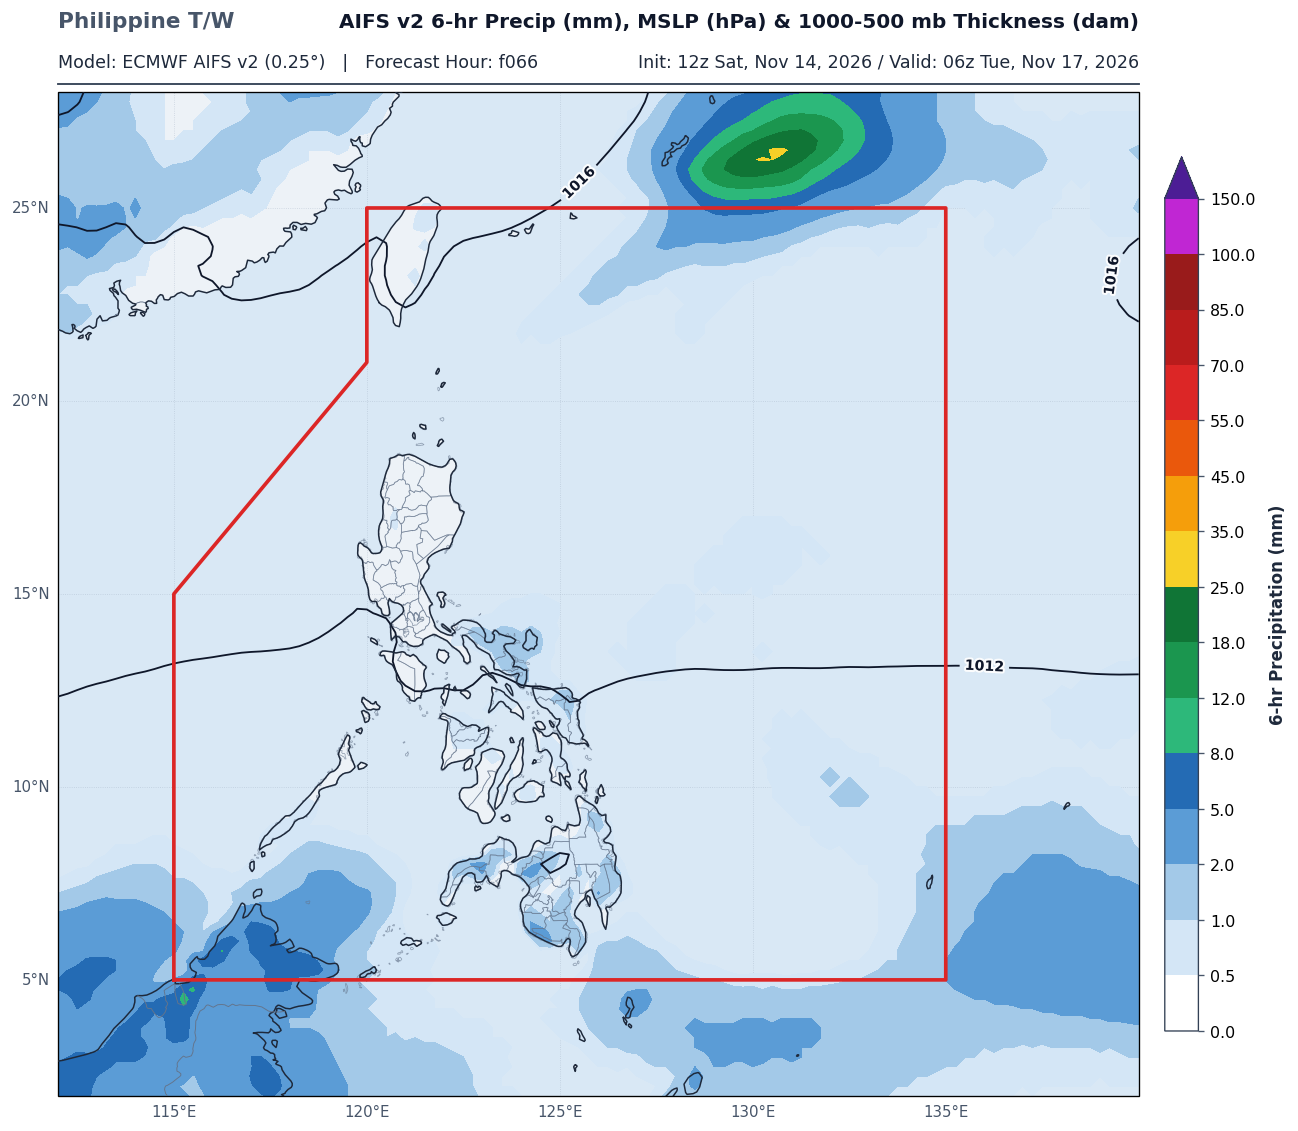 Philippine T/W
AIFS v2 6-hr Precip (mm), MSLP (hPa) & 1000-500 mb Thickness (dam)
Model: ECMWF AIFS v2 (0.25°) | Forecast Hour: f066
Init: 12z Sat, Nov 14, 2026 / Valid: 06z Tue, Nov 17, 2026
1016
25°N
1016
20°N
15°N
1012
10°N
5°N
115°E
120°E
125°E
130°E
135°E
150.0
100.0
85.0
70.0
55.0
45.0
35.0
25.0
18.0
12.0
8.0
5.0
2.0
1.0
0.5
0.0
6-hr Precipitation (mm)